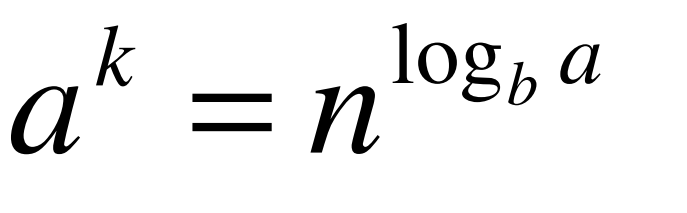 a^k = n^{log_b a}